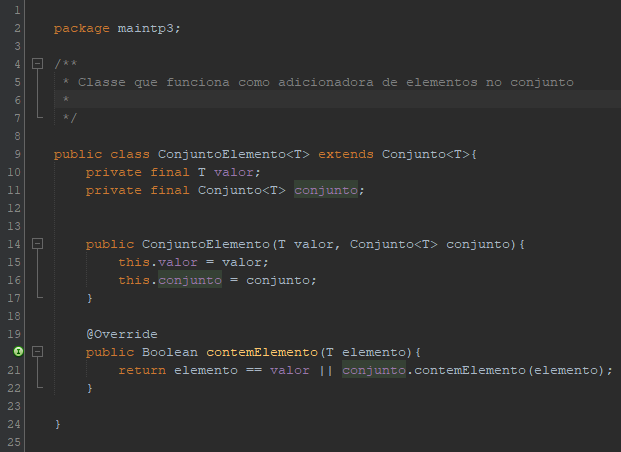 1
2 package maintp3;
3
4 /**
5 * Classe que funciona como adicionadora de elementos no conjunto
6 *
7 */
8
9 public class ConjuntoElemento<T> extends Conjunto<T>{
10 private final T valor;
11 private final Conjunto<T> conjunto;
12
13
14 public ConjuntoElemento(T valor, Conjunto<T> conjunto){
15 this.valor = valor;
16 this.conjunto = conjunto;
17 }
18
19 @Override
public Boolean contemElemento(T elemento){
21 return elemento == valor || conjunto.contemElemento(elemento);
22 }
23
24 }
25